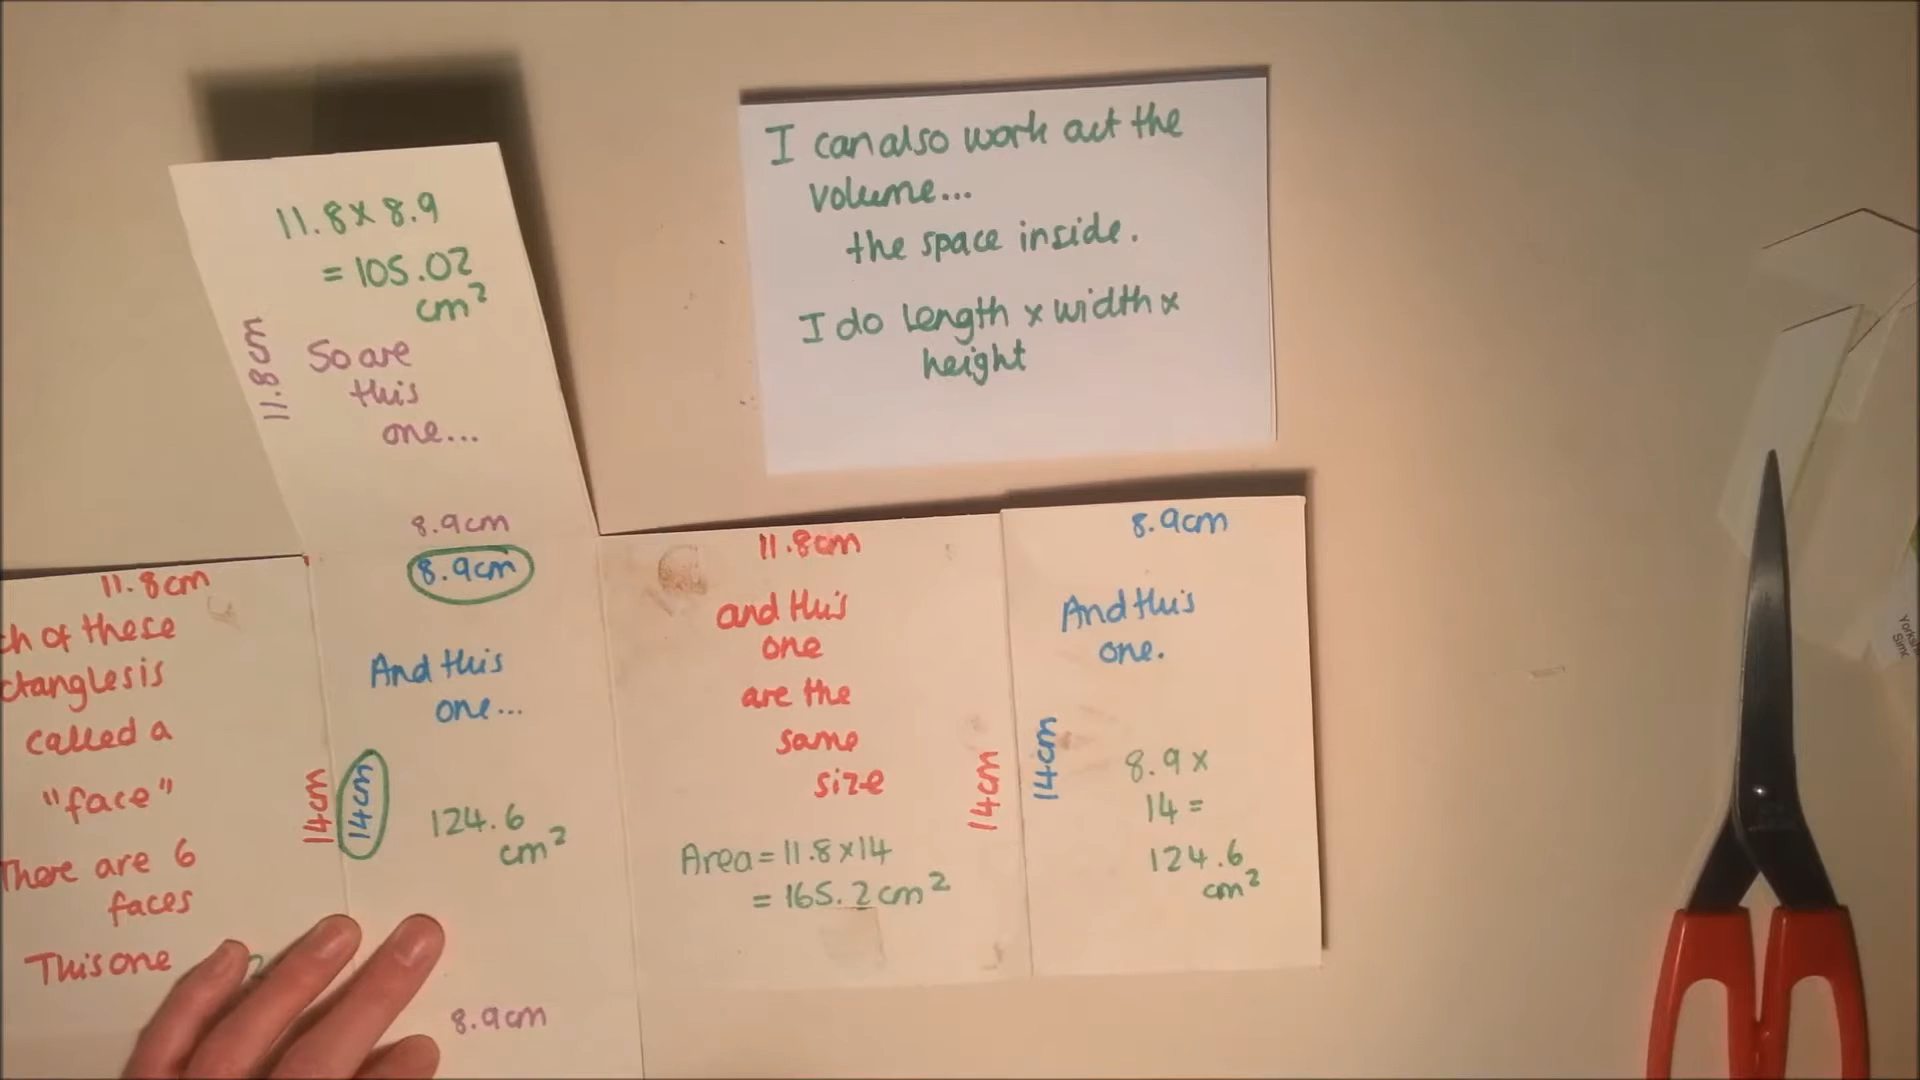 I can also work out the
volume...
the space inside.
I do length x width x
height
11.8 x 8.9
= 105.02
cm²
11.8cm
So are
this
one...
8.9cm
11.8cm
ch of these
ctangles is
called a
"face"
There are 6
faces
This one
14cm
8.9cm
And this
one...
14cm
124.6
cm²
8.9cm
11.8cm
and this
one
are the
same
size
14cm
Area = 11.8 x 14
= 165.2 cm²
8.9cm
And this
one.
14cm
8.9 x
14 =
124.6
cm²